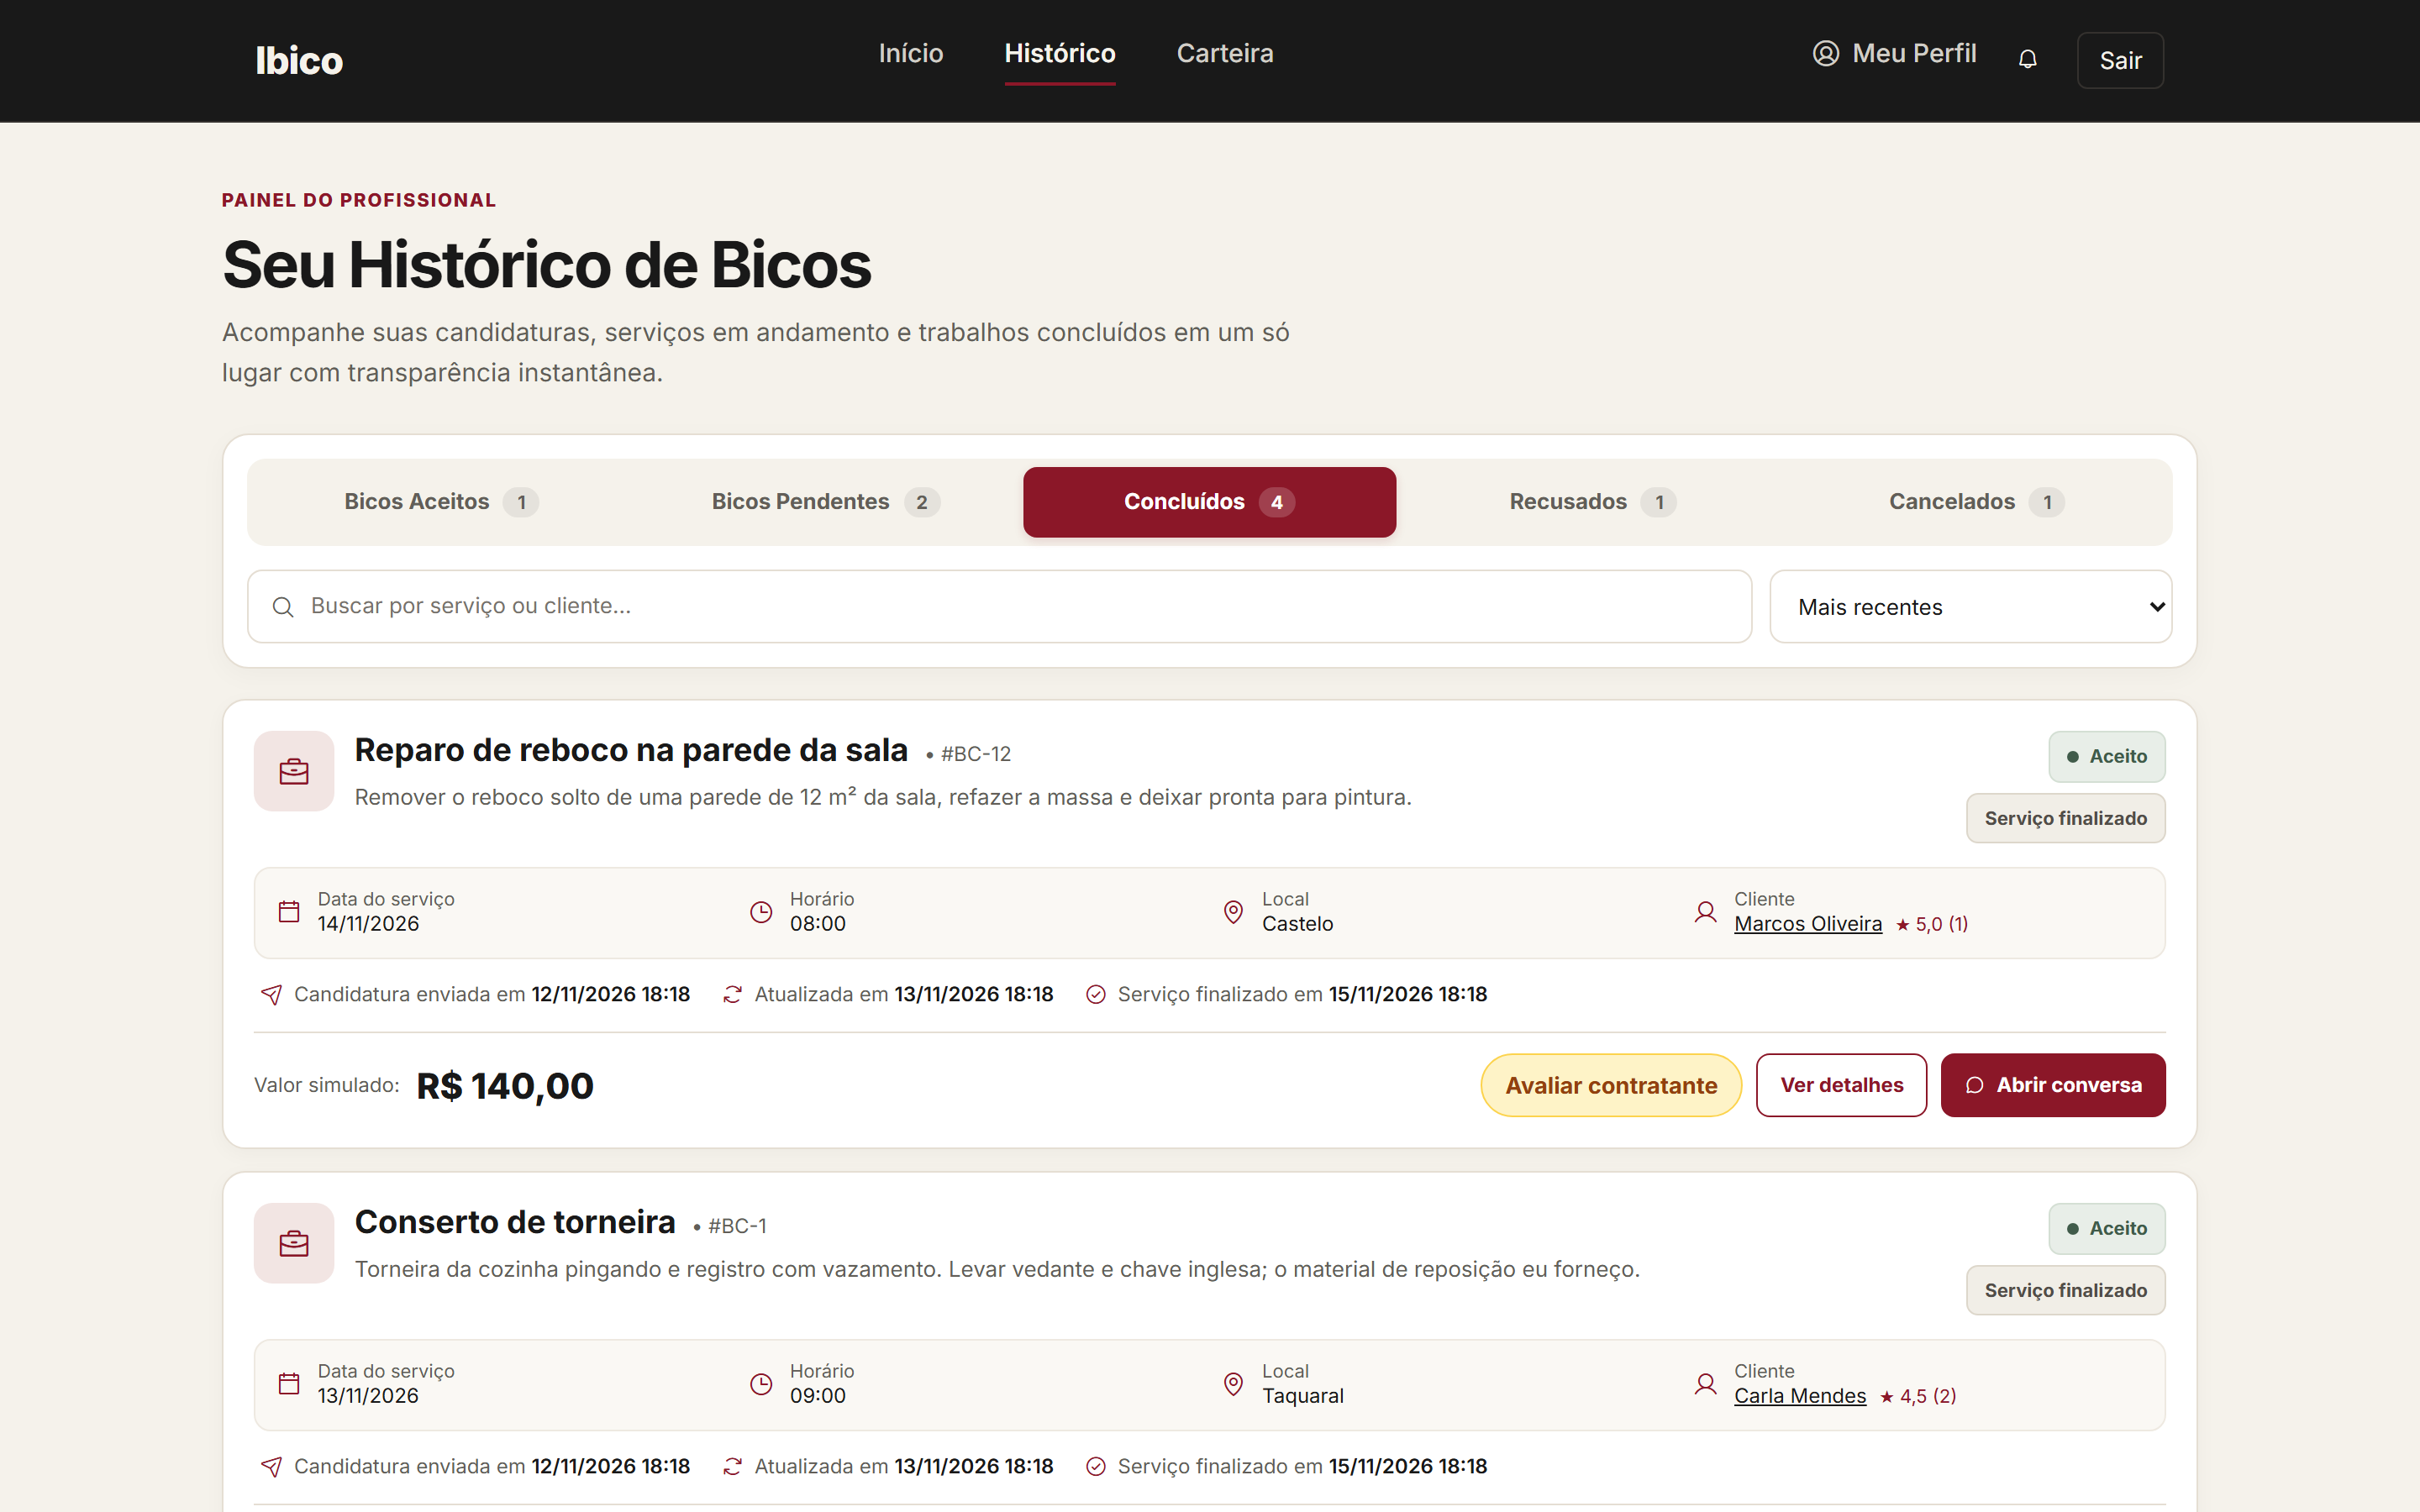 Ibico
Início
Histórico
Carteira
Meu Perfil
Sair
PAINEL DO PROFISSIONAL
Seu Histórico de Bicos
Acompanhe suas candidaturas, serviços em andamento e trabalhos concluídos em um só
lugar com transparência instantânea.
Bicos Aceitos 1
Bicos Pendentes 2
Concluídos 4
Recusados 1
Cancelados 1
Buscar por serviço ou cliente...
Mais recentes
Reparo de reboco na parede da sala • #BC-12
Remover o reboco solto de uma parede de 12 m² da sala, refazer a massa e deixar pronta para pintura.
Aceito
Serviço finalizado
Data do serviço
14/11/2026
Horário
08:00
Local
Castelo
Cliente
Marcos Oliveira ★ 5,0 (1)
Candidatura enviada em 12/11/2026 18:18
Atualizada em 13/11/2026 18:18
Serviço finalizado em 15/11/2026 18:18
Valor simulado: R$ 140,00
Avaliar contratante
Ver detalhes
Abrir conversa
Conserto de torneira • #BC-1
Torneira da cozinha pingando e registro com vazamento. Levar vedante e chave inglesa; o material de reposição eu forneço.
Aceito
Serviço finalizado
Data do serviço
13/11/2026
Horário
09:00
Local
Taquaral
Cliente
Carla Mendes ★ 4,5 (2)
Candidatura enviada em 12/11/2026 18:18
Atualizada em 13/11/2026 18:18
Serviço finalizado em 15/11/2026 18:18